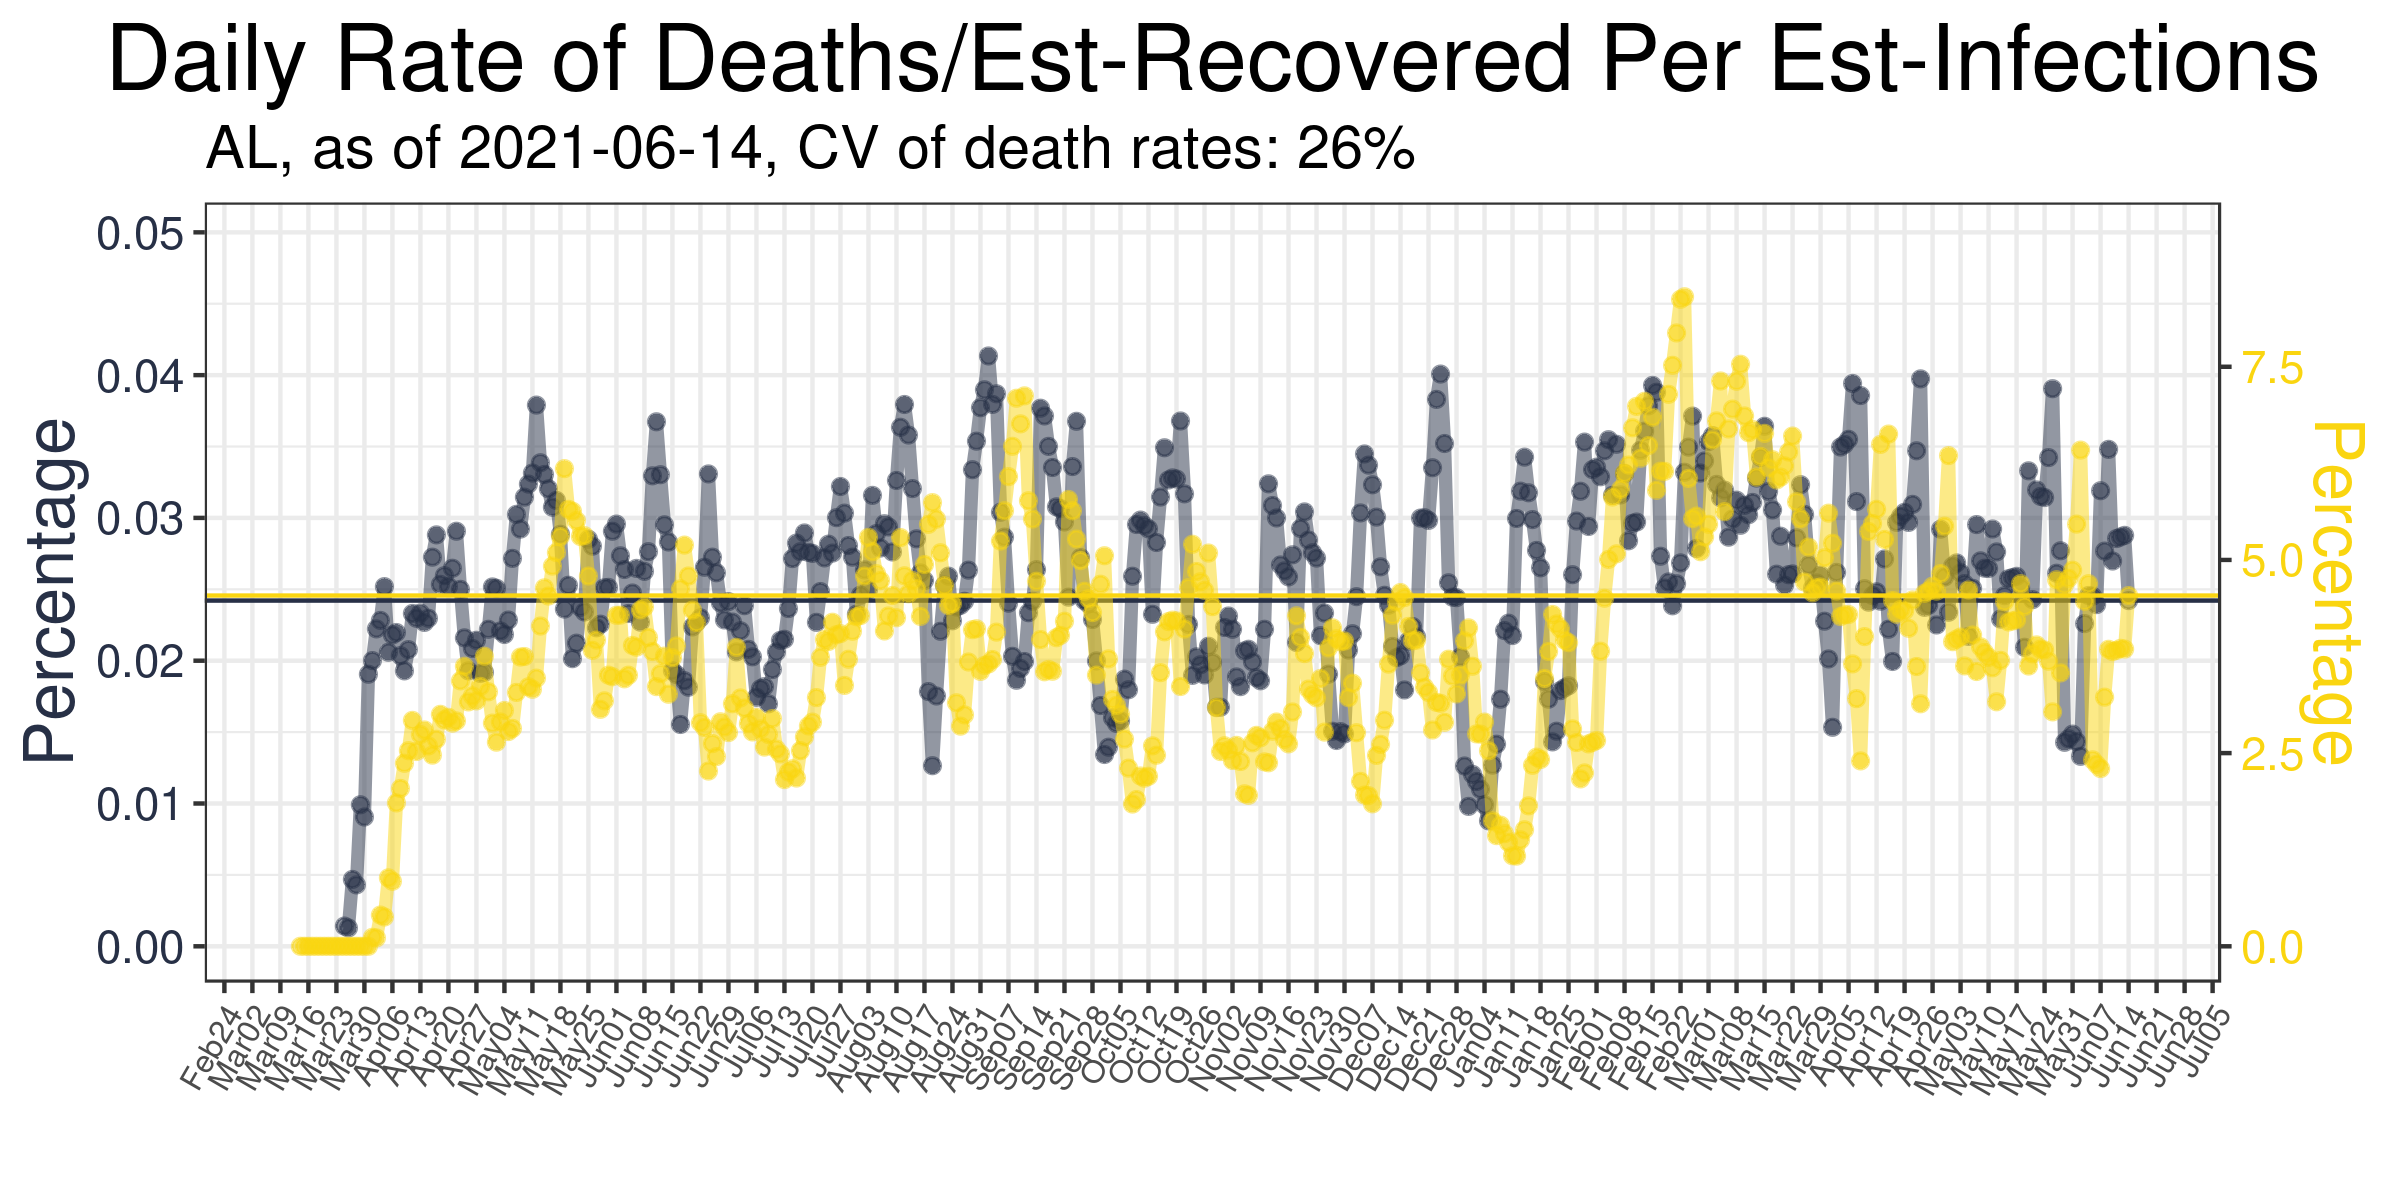 Daily Rate of Deaths/Est-Recovered Per Est-Infections
AL, as of 2021-06-14, CV of death rates: 26%
Percentage
0.05
0.04
0.03
0.02
0.01
0.00
7.5
5.0
2.5
0.0
Percentage
Feb24
Mar02
Mar09
Mar16
Mar23
Mar30
Apr06
Apr13
Apr20
Apr27
May04
May11
May18
May25
Jun01
Jun08
Jun15
Jun22
Jun29
Jul06
Jul13
Jul20
Jul27
Aug03
Aug10
Aug17
Aug24
Aug31
Sep07
Sep14
Sep21
Sep28
Oct05
Oct12
Oct19
Oct26
Nov02
Nov09
Nov16
Nov23
Nov30
Dec07
Dec14
Dec21
Dec28
Dec04
Jan11
Jan18
Jan25
Feb01
Feb08
Feb15
Feb22
Mar01
Mar08
Mar15
Mar22
Mar29
Apr05
Apr12
Apr19
Apr26
May03
May10
May17
May24
May31
Jun07
Jun14
Jun21
Jun28
Jul05